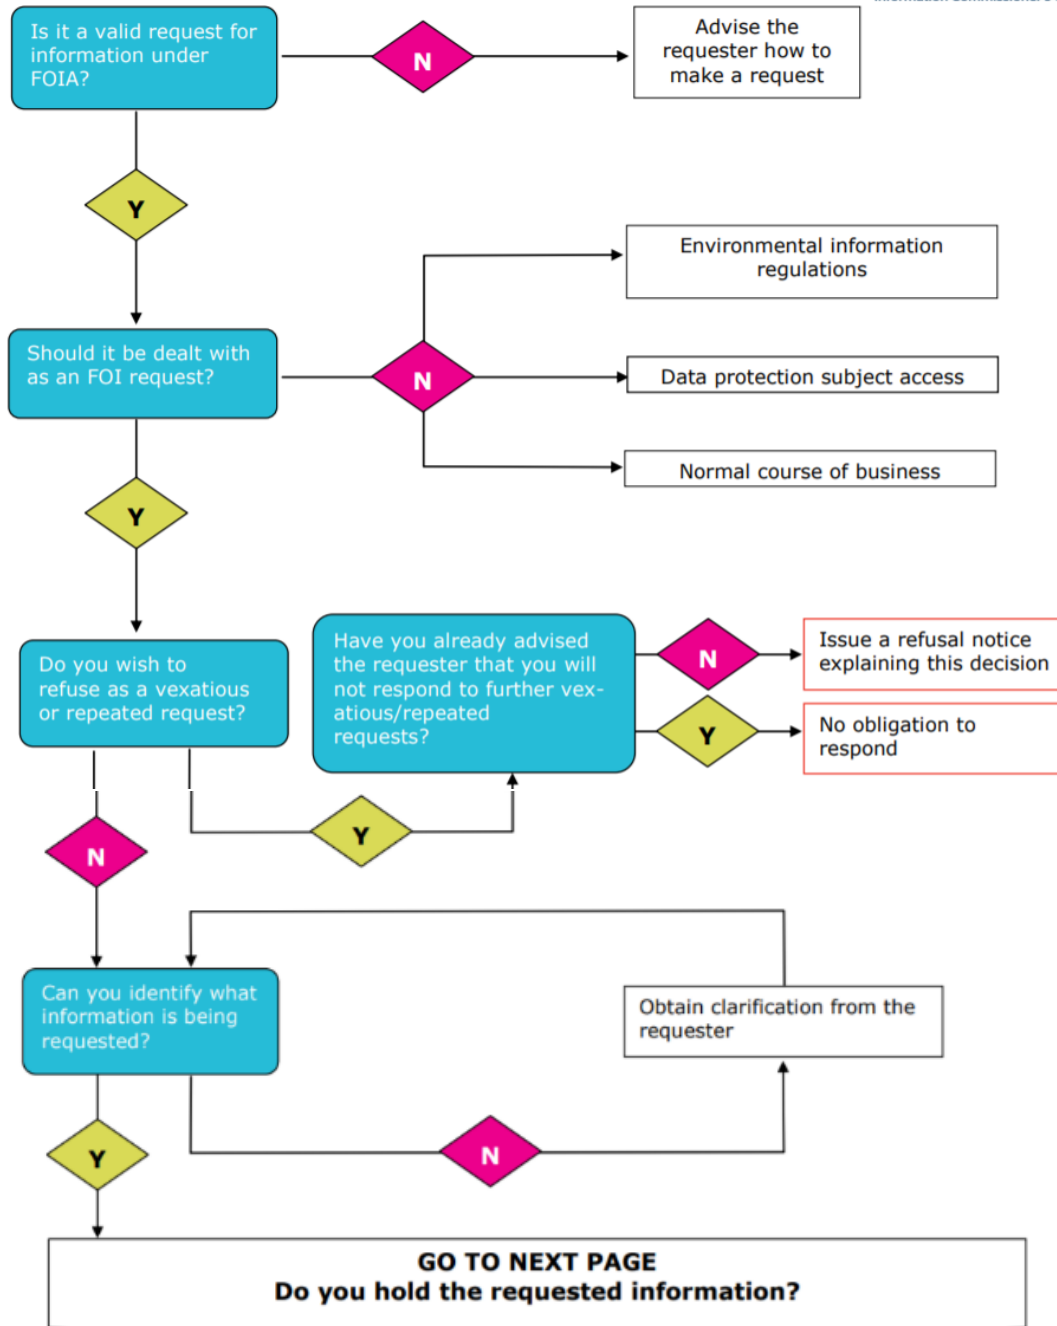 Is it a valid request for
information under
FOIA?
N
Advise the
requester how to
make a request
Y
Environmental information
regulations
Should it be dealt with
as an FOI request?
N
Data protection subject access
Normal course of business
Y
Do you wish to
refuse as a vexatious
or repeated request?
Have you already advised
the requester that you will
not respond to further vex-
atious/repeated
requests?
N
Issue a refusal notice
explaining this decision
Y
No obligation to
respond
Y
N
Can you identify what
information is being
requested?
Obtain clarification from the
requester
N
Y
GO TO NEXT PAGE
Do you hold the requested information?